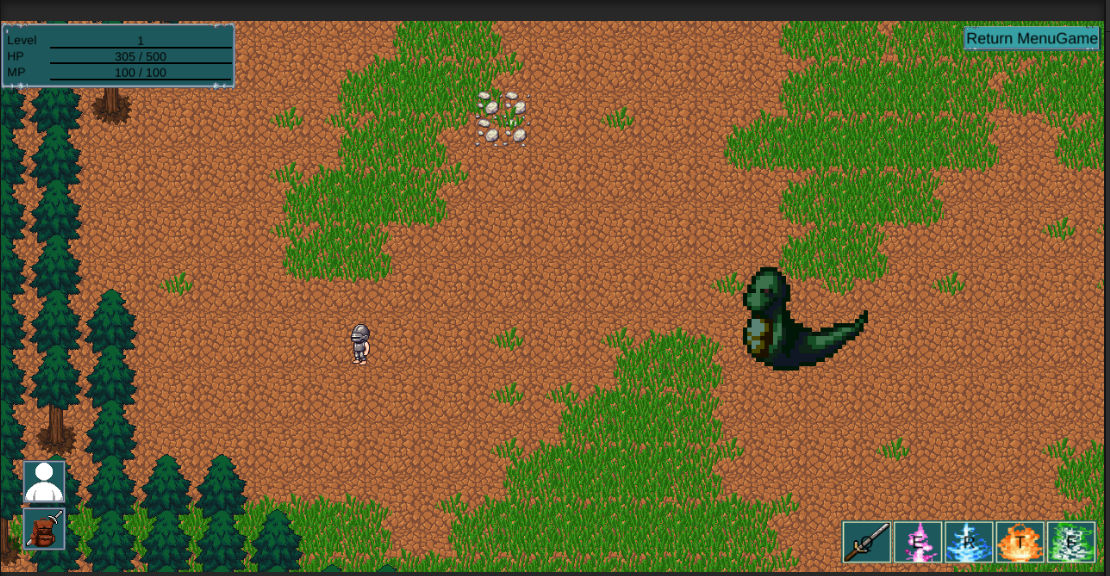 Level 1
HP 305 / 500
MP 100 / 100
Return MenuGame
E R T F